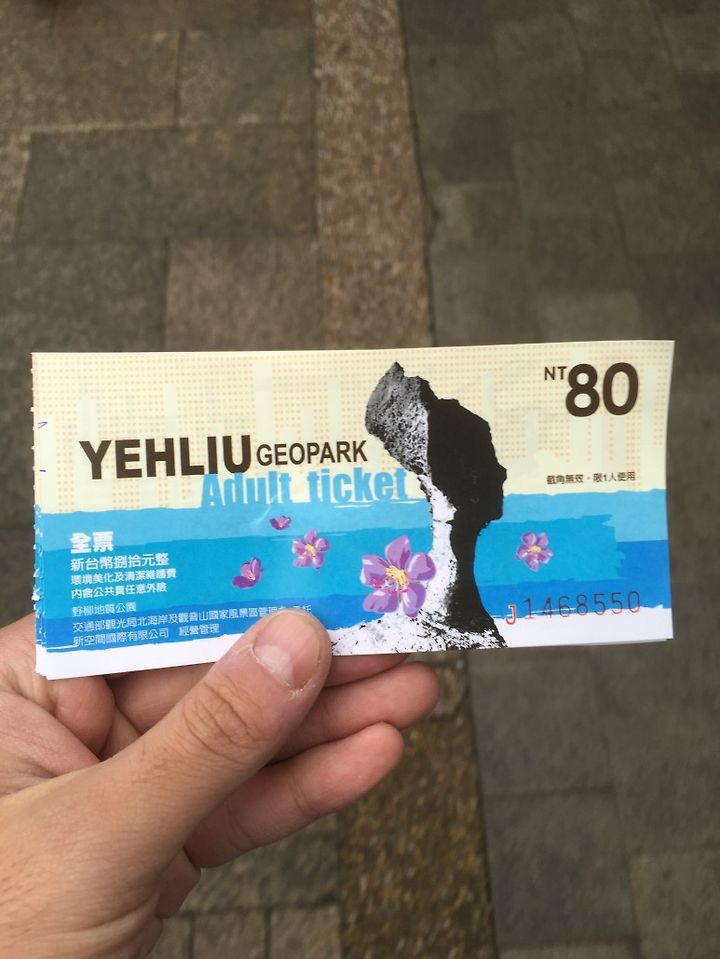 NT80
YEHLIU GEOPARK
Adult ticket
截角無效，限1人使用
全票
新台幣捌拾元整
環境美化及清潔維護費
內含公共責任意外險
野柳地質公園
交通部觀光局北海岸及觀音山國家風景區管理
新空間國際有限公司 經營管理
J1468550